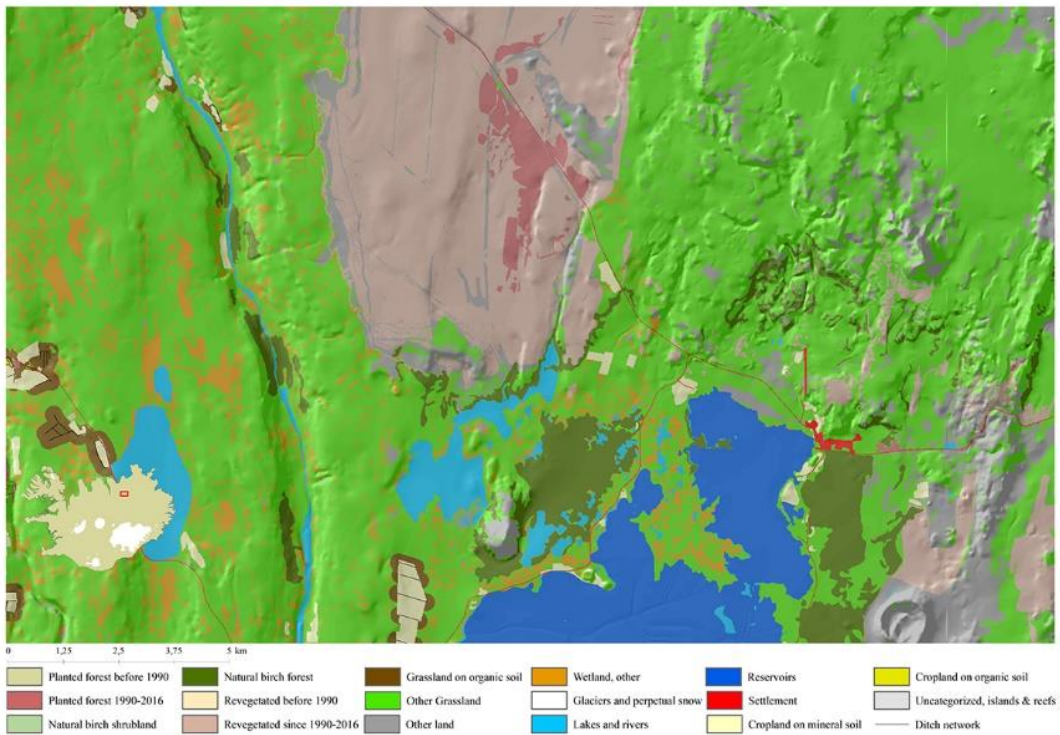 0 1,25 2,5 3,75 5 km
Planted forest before 1990 Natural birch forest Grassland on organic soil Wetland, other Reservoirs Cropland on organic soil
Planted forest 1990-2016 Revegetated before 1990 Other Grassland Glaciers and perpetual snow Settlement Uncategorized, islands & reefs
Natural birch shrubland Revegetated since 1990-2016 Other land Lakes and rivers Cropland on mineral soil Ditch network